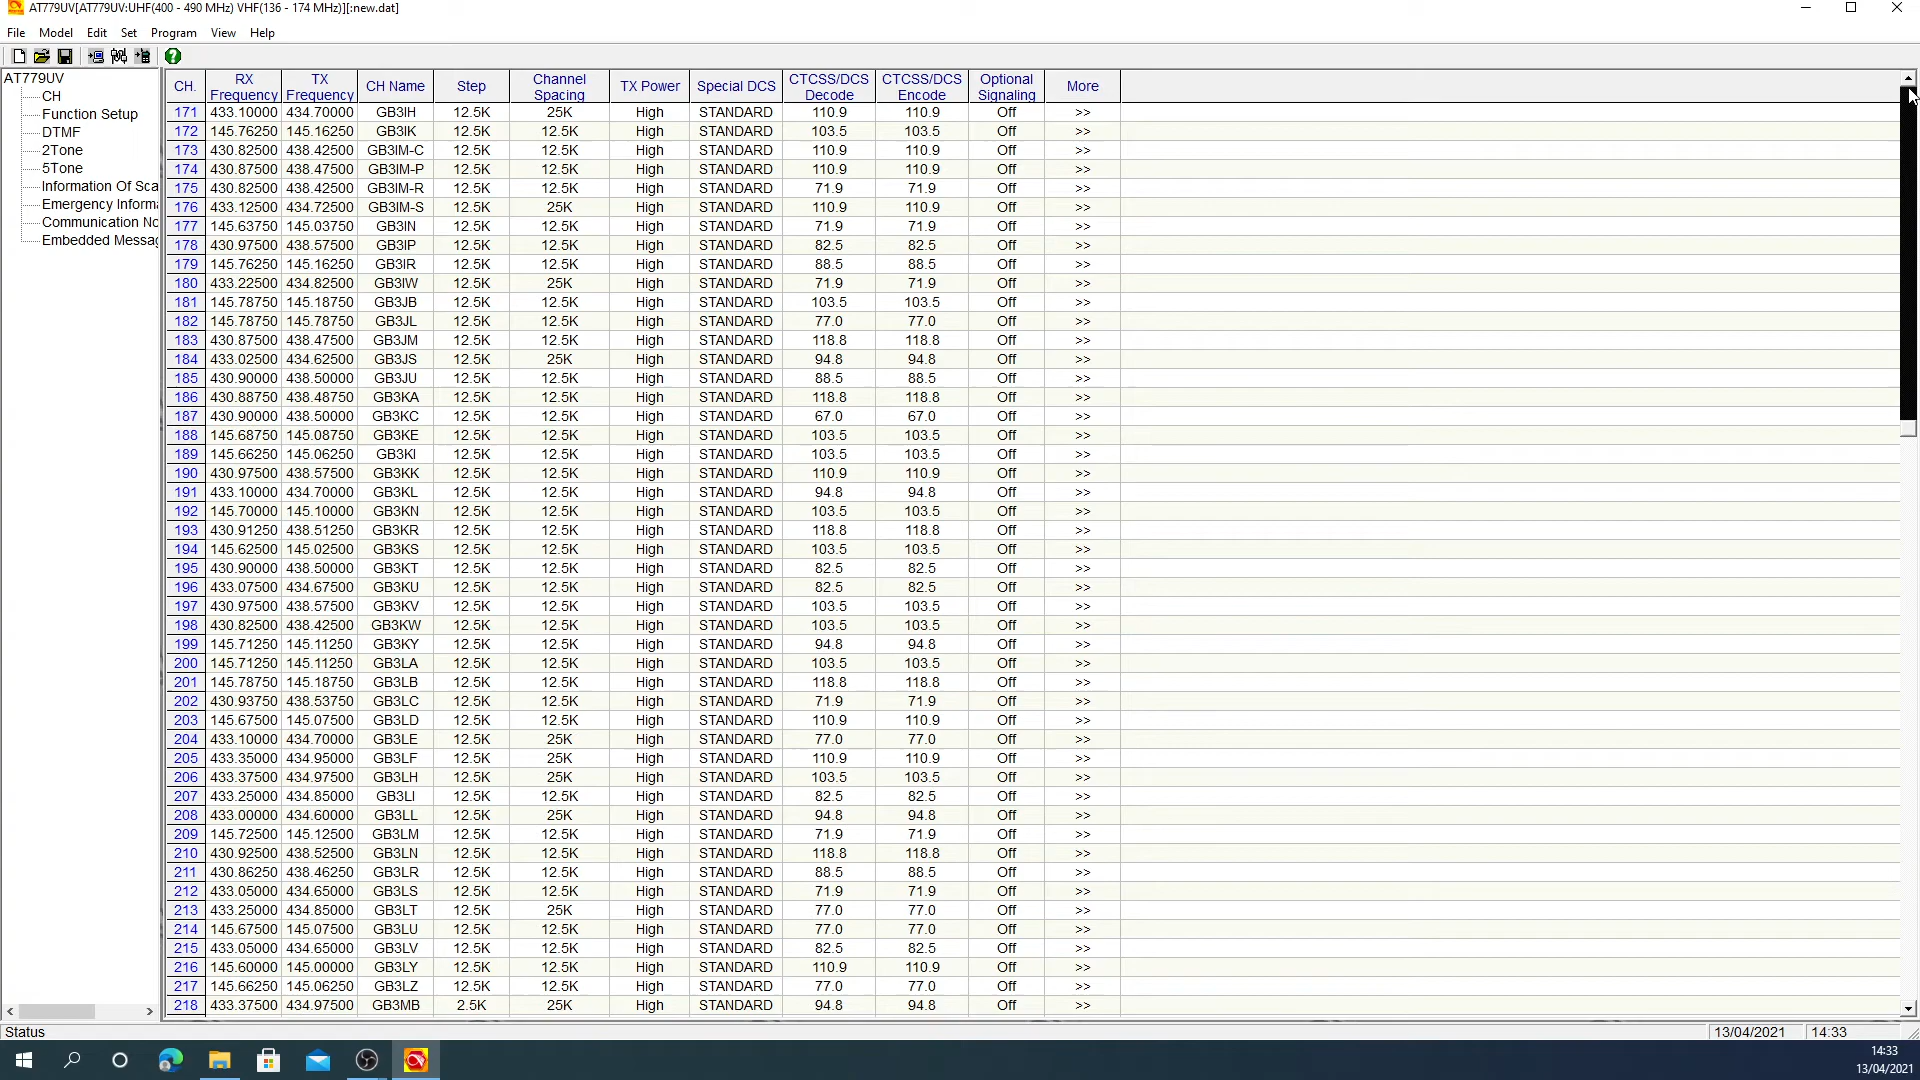 AT779UV[AT779UV:UHF(400 - 490 MHz) VHF(136 - 174 MHz)][:new.dat]
File Model Edit Set Program View Help
AT779UV
CH
Function Setup
DTMF
2Tone
5Tone
Information Of Sca
Emergency Informa
Communication No
Embedded Messag
CH. RX Frequency TX Frequency CH Name Step Channel Spacing TX Power Special DCS CTCSS/DCS Decode CTCSS/DCS Encode Optional Signaling More
171 433.10000 434.70000 GB3IH 12.5K 25K High STANDARD 110.9 110.9 Off >>
172 145.76250 145.16250 GB3IK 12.5K 12.5K High STANDARD 103.5 103.5 Off >>
173 430.82500 438.42500 GB3IM-C 12.5K 12.5K High STANDARD 110.9 110.9 Off >>
174 430.87500 438.47500 GB3IM-P 12.5K 12.5K High STANDARD 110.9 110.9 Off >>
175 430.82500 438.42500 GB3IM-R 12.5K 12.5K High STANDARD 71.9 71.9 Off >>
176 433.12500 434.72500 GB3IM-S 12.5K 25K High STANDARD 110.9 110.9 Off >>
177 145.63750 145.03750 GB3IN 12.5K 12.5K High STANDARD 71.9 71.9 Off >>
178 430.97500 438.57500 GB3IP 12.5K 12.5K High STANDARD 82.5 82.5 Off >>
179 145.76250 145.16250 GB3IR 12.5K 12.5K High STANDARD 88.5 88.5 Off >>
180 433.22500 434.82500 GB3IW 12.5K 25K High STANDARD 71.9 71.9 Off >>
181 145.78750 145.18750 GB3JB 12.5K 12.5K High STANDARD 103.5 103.5 Off >>
182 145.78750 145.78750 GB3JL 12.5K 12.5K High STANDARD 77.0 77.0 Off >>
183 430.87500 438.47500 GB3JM 12.5K 12.5K High STANDARD 118.8 118.8 Off >>
184 433.02500 434.62500 GB3JS 12.5K 25K High STANDARD 94.8 94.8 Off >>
185 430.90000 438.50000 GB3JU 12.5K 12.5K High STANDARD 88.5 88.5 Off >>
186 430.88750 438.48750 GB3KA 12.5K 12.5K High STANDARD 118.8 118.8 Off >>
187 430.90000 438.50000 GB3KC 12.5K 12.5K High STANDARD 67.0 67.0 Off >>
188 145.68750 145.08750 GB3KE 12.5K 12.5K High STANDARD 103.5 103.5 Off >>
189 145.66250 145.06250 GB3KI 12.5K 12.5K High STANDARD 103.5 103.5 Off >>
190 430.97500 438.57500 GB3KK 12.5K 12.5K High STANDARD 110.9 110.9 Off >>
191 433.10000 434.70000 GB3KL 12.5K 12.5K High STANDARD 94.8 94.8 Off >>
192 145.70000 145.10000 GB3KN 12.5K 12.5K High STANDARD 103.5 103.5 Off >>
193 430.91250 438.51250 GB3KR 12.5K 12.5K High STANDARD 118.8 118.8 Off >>
194 145.62500 145.02500 GB3KS 12.5K 12.5K High STANDARD 103.5 103.5 Off >>
195 430.90000 438.50000 GB3KT 12.5K 12.5K High STANDARD 82.5 82.5 Off >>
196 433.07500 434.67500 GB3KU 12.5K 12.5K High STANDARD 82.5 82.5 Off >>
197 430.97500 438.57500 GB3KV 12.5K 12.5K High STANDARD 103.5 103.5 Off >>
198 430.82500 438.42500 GB3KW 12.5K 12.5K High STANDARD 103.5 103.5 Off >>
199 145.71250 145.11250 GB3KY 12.5K 12.5K High STANDARD 94.8 94.8 Off >>
200 145.71250 145.11250 GB3LA 12.5K 12.5K High STANDARD 103.5 103.5 Off >>
201 145.78750 145.18750 GB3LB 12.5K 12.5K High STANDARD 118.8 118.8 Off >>
202 430.93750 438.53750 GB3LC 12.5K 12.5K High STANDARD 71.9 71.9 Off >>
203 145.67500 145.07500 GB3LD 12.5K 12.5K High STANDARD 110.9 110.9 Off >>
204 433.10000 434.70000 GB3LE 12.5K 25K High STANDARD 77.0 77.0 Off >>
205 433.35000 434.95000 GB3LF 12.5K 25K High STANDARD 110.9 110.9 Off >>
206 433.37500 434.97500 GB3LH 12.5K 25K High STANDARD 103.5 103.5 Off >>
207 433.25000 434.85000 GB3LI 12.5K 12.5K High STANDARD 82.5 82.5 Off >>
208 433.00000 434.60000 GB3LL 12.5K 25K High STANDARD 94.8 94.8 Off >>
209 145.72500 145.12500 GB3LM 12.5K 12.5K High STANDARD 71.9 71.9 Off >>
210 430.92500 438.52500 GB3LN 12.5K 12.5K High STANDARD 118.8 118.8 Off >>
211 430.86250 438.46250 GB3LR 12.5K 12.5K High STANDARD 88.5 88.5 Off >>
212 433.05000 434.65000 GB3LS 12.5K 12.5K High STANDARD 71.9 71.9 Off >>
213 433.25000 434.85000 GB3LT 12.5K 25K High STANDARD 77.0 77.0 Off >>
214 145.67500 145.07500 GB3LU 12.5K 12.5K High STANDARD 77.0 77.0 Off >>
215 433.05000 434.65000 GB3LV 12.5K 12.5K High STANDARD 82.5 82.5 Off >>
216 145.60000 145.00000 GB3LY 12.5K 12.5K High STANDARD 110.9 110.9 Off >>
217 145.66250 145.06250 GB3LZ 12.5K 12.5K High STANDARD 77.0 77.0 Off >>
218 433.37500 434.97500 GB3MB 2.5K 25K High STANDARD 94.8 94.8 Off >>
Status 13/04/2021 14:33
14:33
13/04/2021